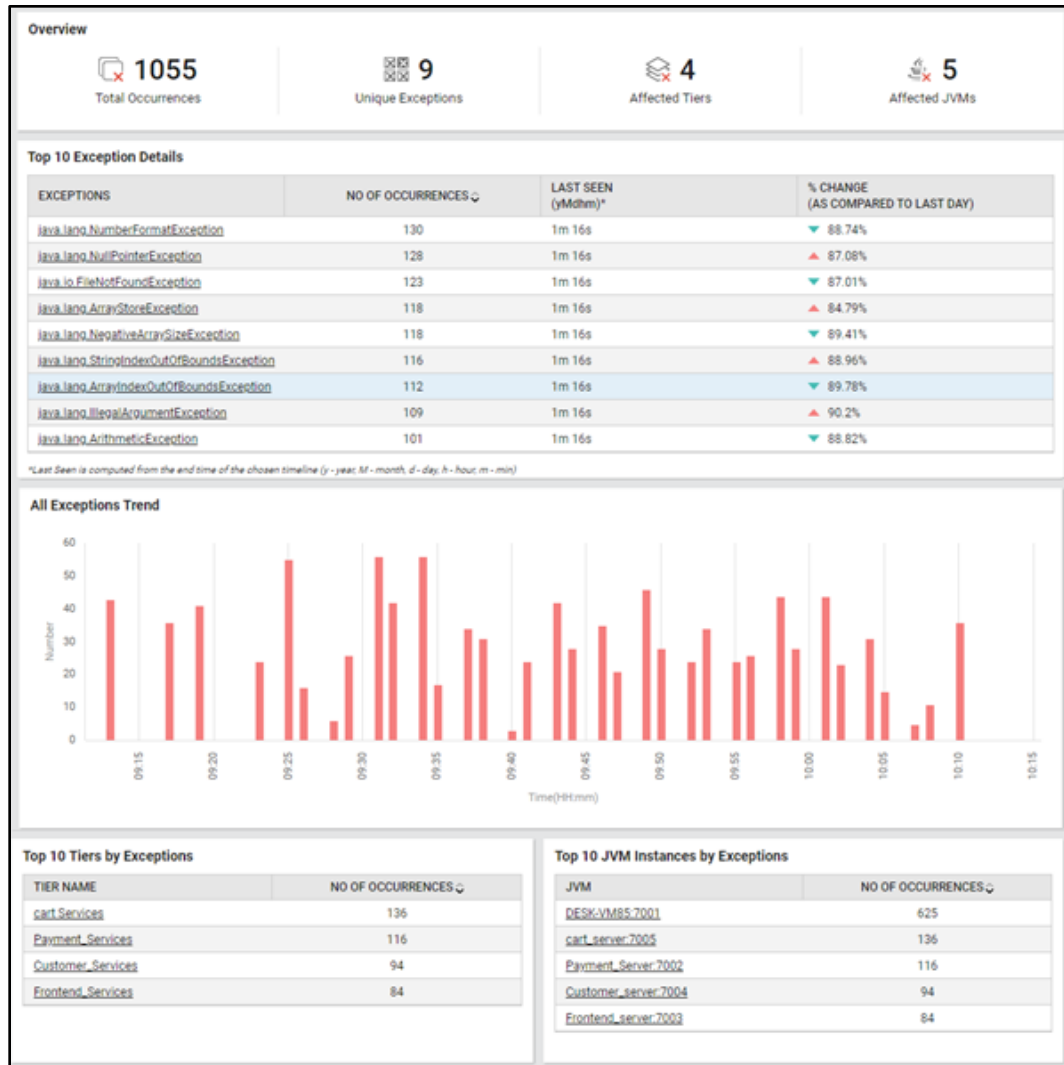 Overview
1055
Total Occurrences
9
Unique Exceptions
4
Affected Tiers
5
Affected JVMs
Top 10 Exception Details
EXCEPTIONS NO OF OCCURRENCES LAST SEEN (yMdhm)* % CHANGE (AS COMPARED TO LAST DAY)
java.lang.NumberFormatException 130 1m 16s 88.74%
java.lang.NullPointerException 128 1m 16s 87.08%
java.io.FileNotFoundException 123 1m 16s 87.01%
java.lang.ArrayStoreException 118 1m 16s 84.79%
java.lang.NegativeArraySizeException 118 1m 16s 89.41%
java.lang.StringIndexOutOfBoundsException 116 1m 16s 88.96%
java.lang.ArrayIndexOutOfBoundsException 112 1m 16s 89.78%
java.lang.IllegalArgumentException 109 1m 16s 90.2%
java.lang.ArithmeticException 101 1m 16s 88.82%
*Last Seen is computed from the end time of the chosen timeline (y - year, M - month, d - day, h - hour, m - min)
All Exceptions Trend
60
50
40
30
20
10
0
Number
09:15 09:20 09:25 09:30 09:35 09:40 09:45 09:50 09:55 10:00 10:05 10:10 10:15
Time(HH:mm)
Top 10 Tiers by Exceptions
TIER NAME NO OF OCCURRENCES
cart.Services 136
Payment_Services 116
Customer_Services 94
Frontend_Services 84
Top 10 JVM Instances by Exceptions
JVM NO OF OCCURRENCES
DESK-VM85:7001 625
cart_server:7005 136
Payment_Server:7002 116
Customer_server:7004 94
Frontend_server:7003 84